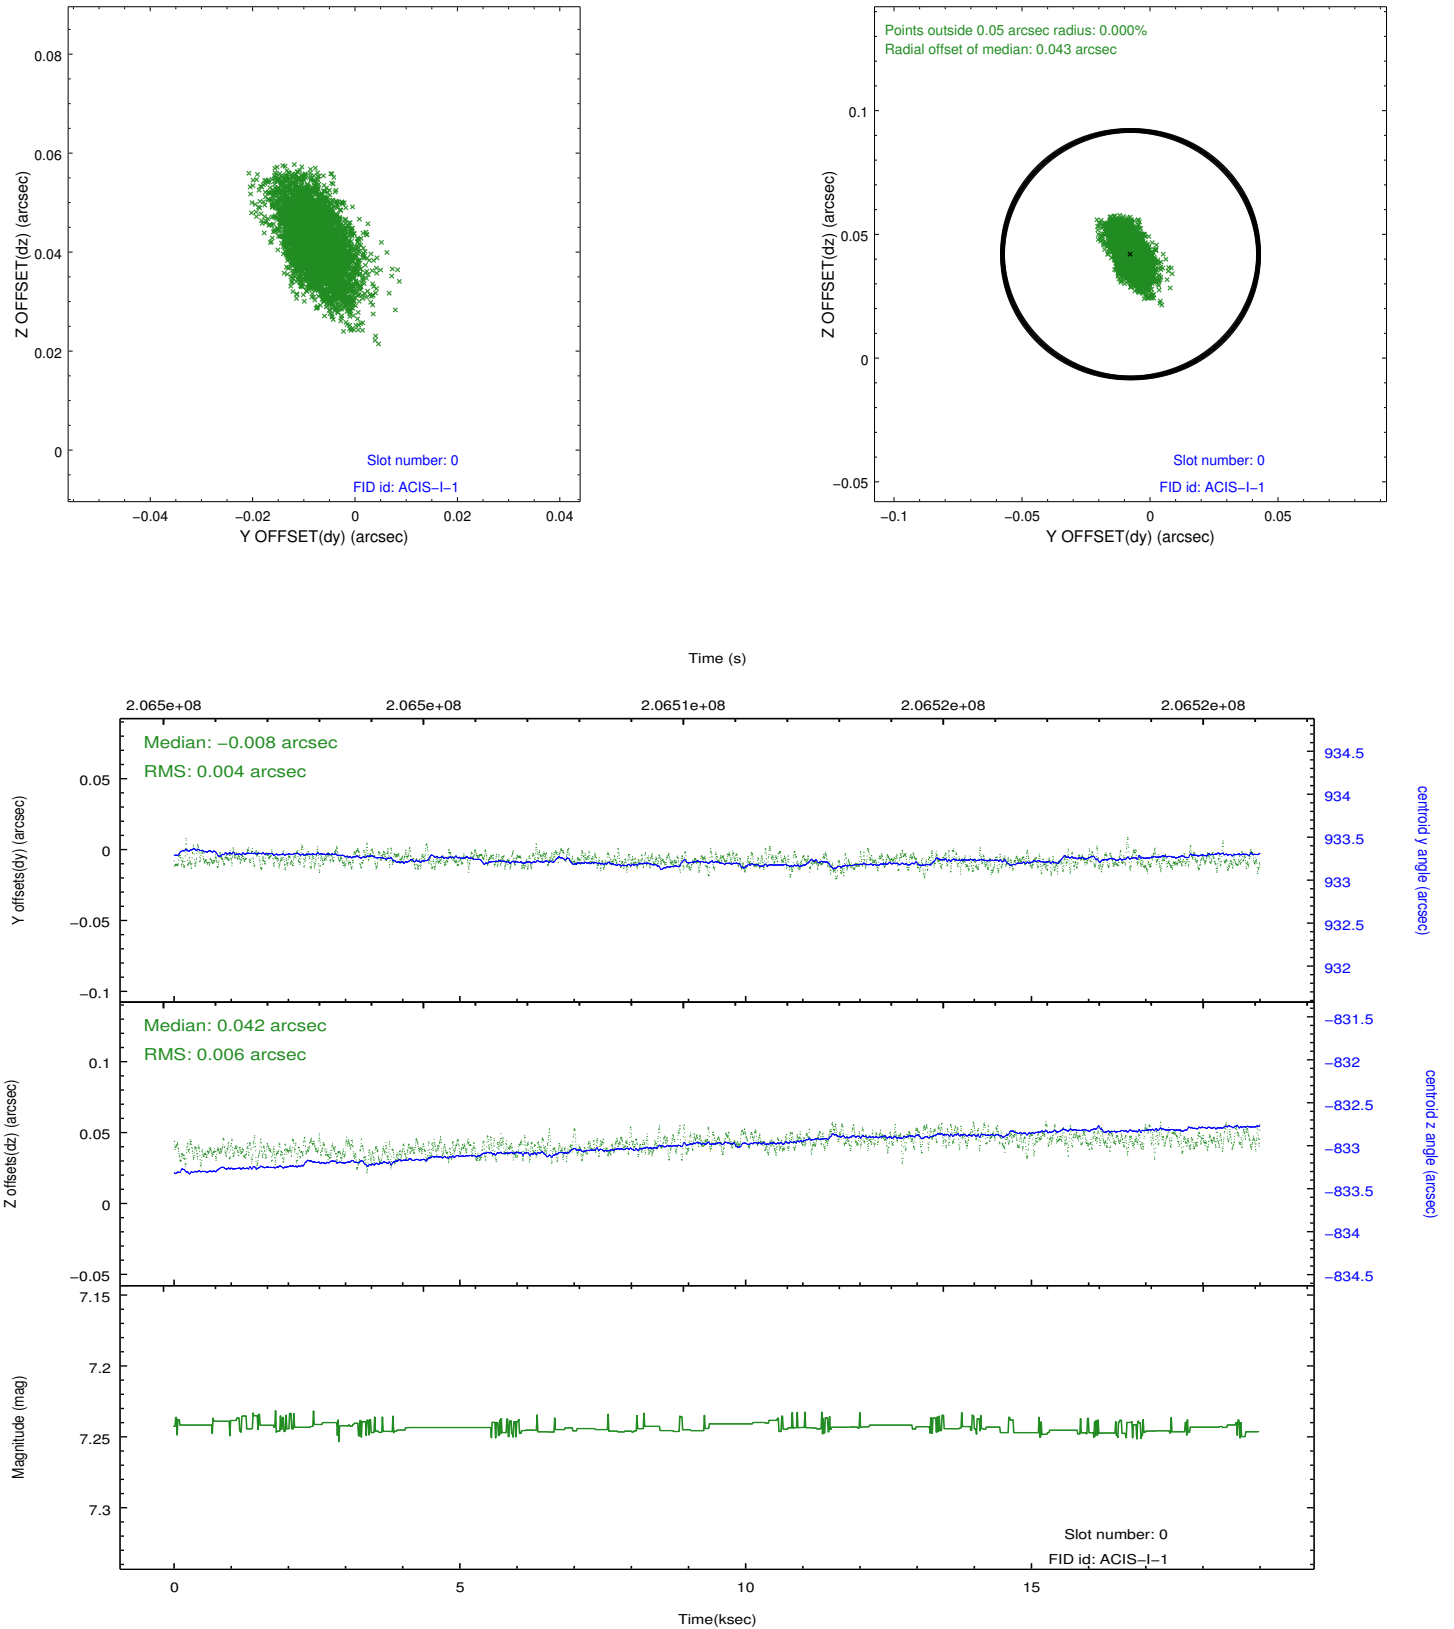 0.08
0.06
0.04
0.02
0
Z OFFSET(dz) (arcsec)
Slot number: 0
FID id: ACIS−I−1
−0.04
−0.02
0
0.02
0.04
Y OFFSET(dy) (arcsec)
Points outside 0.05 arcsec radius: 0.000%
Radial offset of median: 0.043 arcsec
0.1
0.05
0
−0.05
Z OFFSET(dz) (arcsec)
Slot number: 0
FID id: ACIS−I−1
−0.1
−0.05
0
0.05
Y OFFSET(dy) (arcsec)
Time (s)
2.065e+08
2.065e+08
2.0651e+08
2.0652e+08
2.0652e+08
Median: −0.008 arcsec
RMS: 0.004 arcsec
0.05
0
−0.05
−0.1
Y offsets(dy) (arcsec)
934.5
934
933.5
933
932.5
932
centroid y angle (arcsec)
Median: 0.042 arcsec
RMS: 0.006 arcsec
0.1
0.05
0
−0.05
Z offsets(dz) (arcsec)
−831.5
−832
−832.5
−833
−833.5
−834
−834.5
centroid z angle (arcsec)
7.15
7.2
7.25
7.3
Magnitude (mag)
Slot number: 0
FID id: ACIS−I−1
0
5
10
15
Time(ksec)